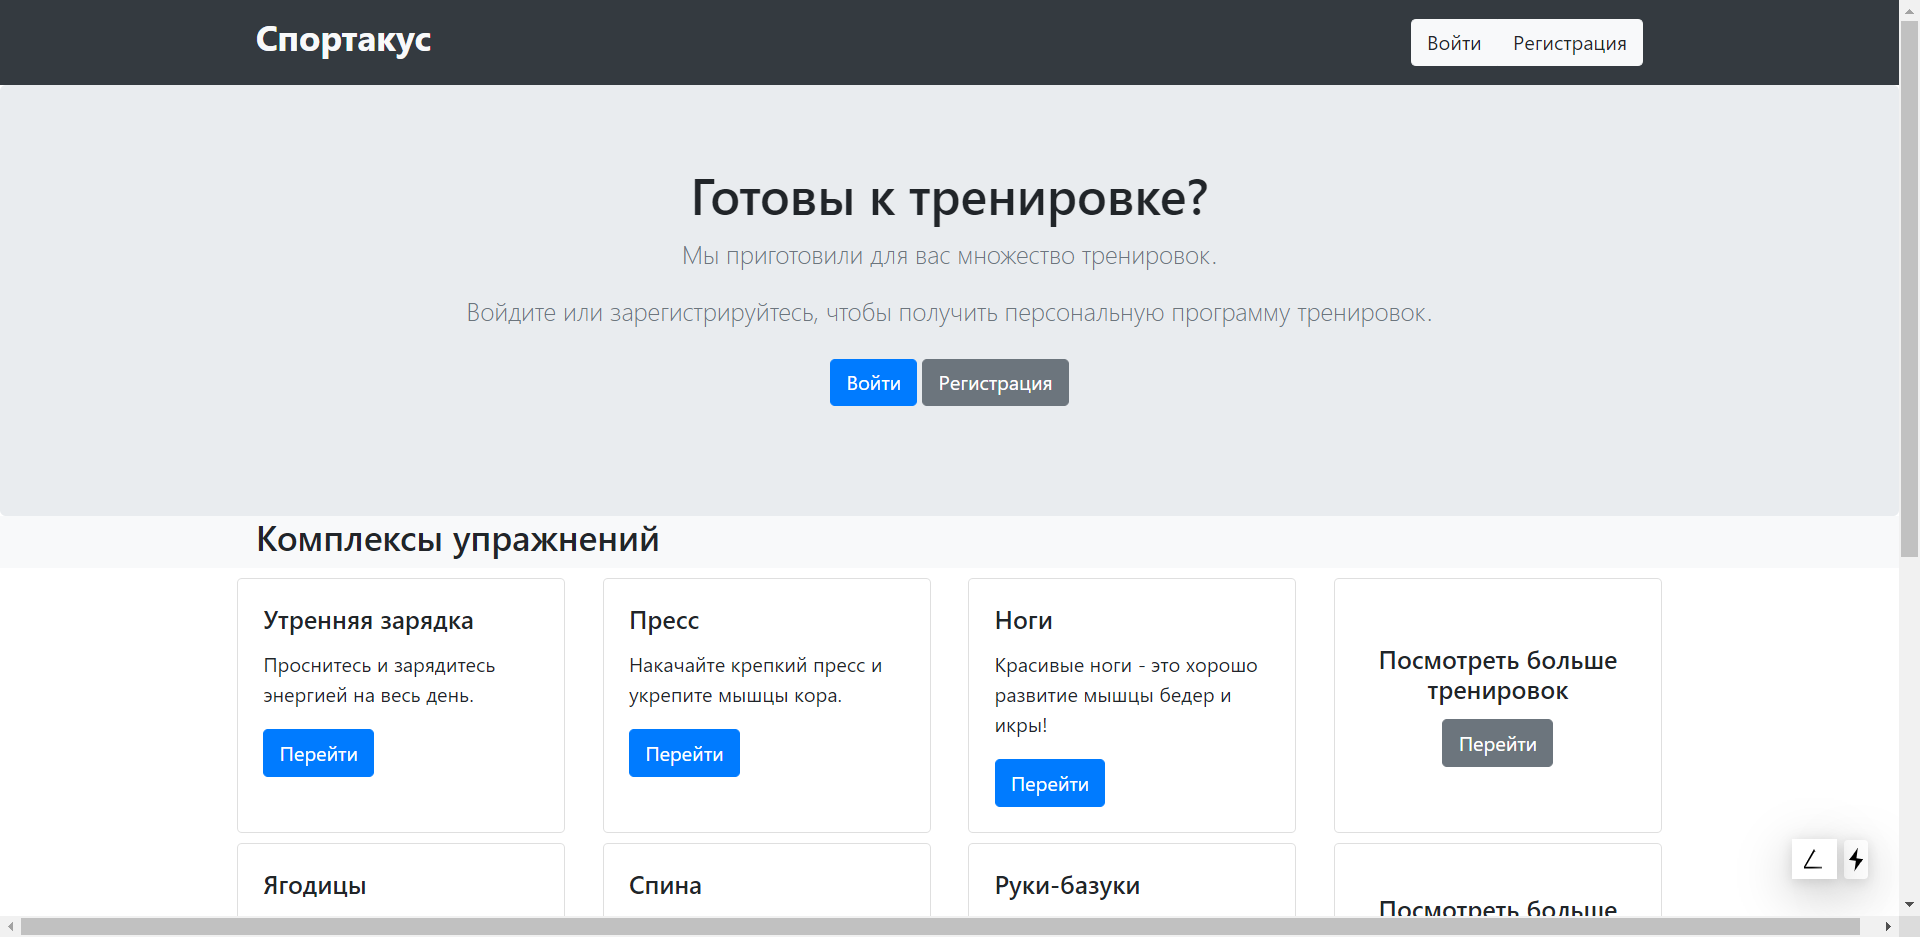 Спортакус
Войти Регистрация
Готовы к тренировке?
Мы приготовили для вас множество тренировок.
Войдите или зарегистрируйтесь, чтобы получить персональную программу тренировок.
Войти Регистрация
Комплексы упражнений
Утренняя зарядка
Проснитесь и зарядитесь
энергией на весь день.
Перейти
Пресс
Накачайте крепкий пресс и
укрепите мышцы кора.
Перейти
Ноги
Красивые ноги - это хорошо
развитие мышцы бедер и
икры!
Перейти
Посмотреть больше
тренировок
Перейти
Ягодицы
Спина
Руки-базуки
Посмотреть больше